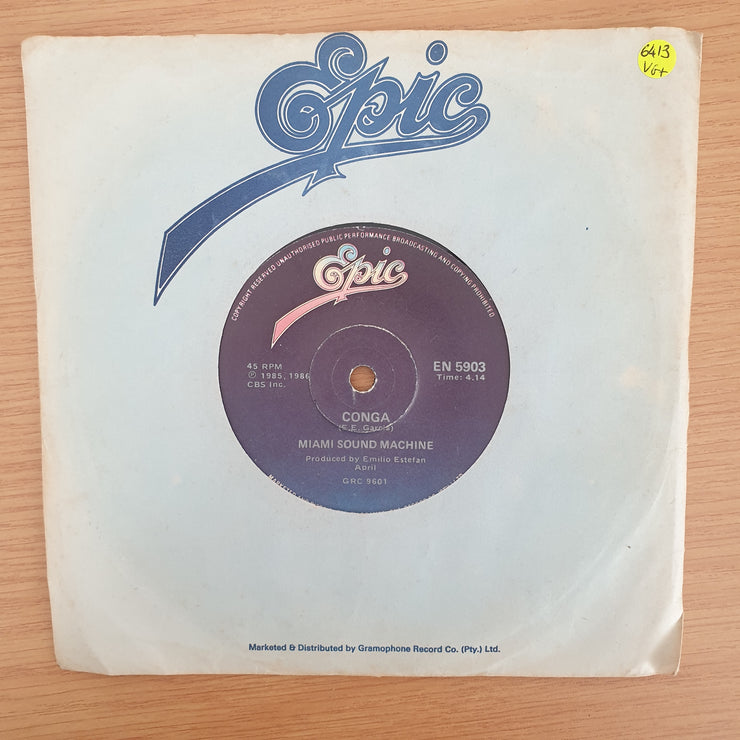 6413
VG+
Epic
COPYRIGHT RESERVED UNAUTHORISED PUBLIC PERFORMANCE BROADCASTING AND COPYING PROHIBITED
Epic
45 RPM
℗ 1985, 1986
CBS Inc.
EN 5903
Time: 4.14
CONGA
(E.E. Garcia)
MIAMI SOUND MACHINE
Produced by Emilio Estefan
April
GRC 9601
Marketed & Distributed by Gramophone Record Co. (Pty.) Ltd.